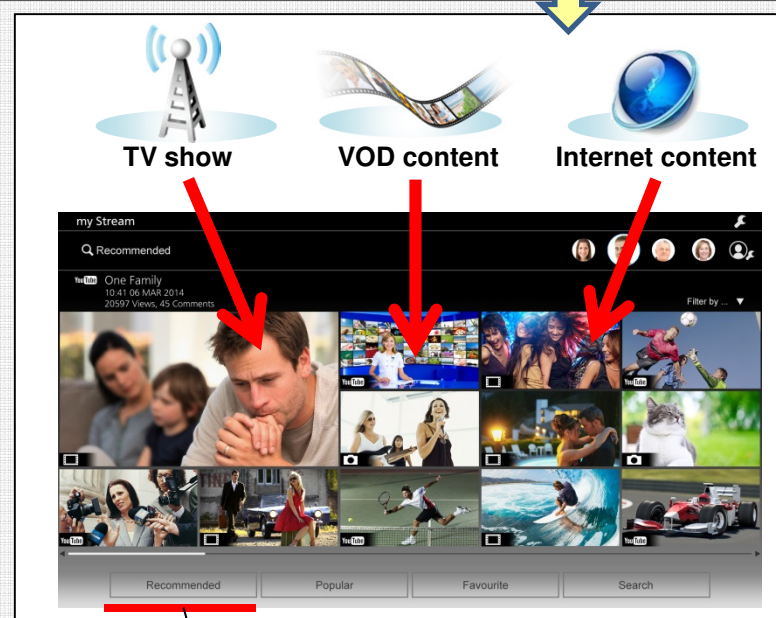 TV show
VOD content
Internet content
my Stream
Recommended
YouTube One Family
10:41 06 MAR 2014
20597 Views, 45 Comments
Filter by ... ▼
YouTube
YouTube
YouTube
YouTube
YouTube
Recommended
Popular
Favourite
Search